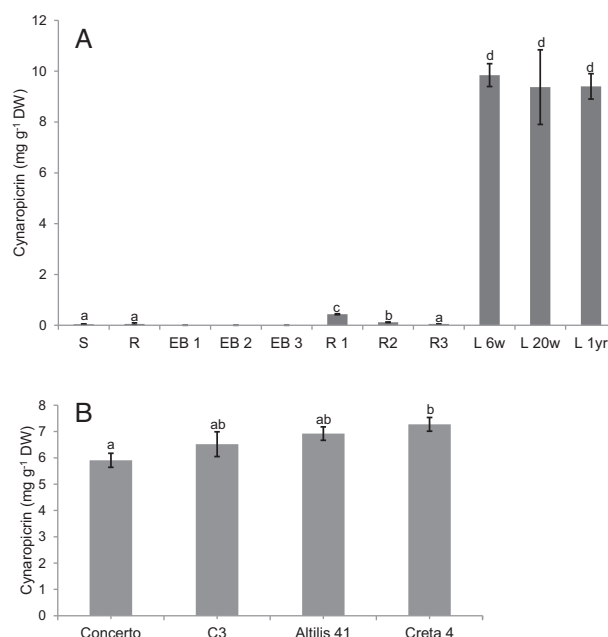 A
Cynaropicrin (mg g⁻¹ DW)
12
10
8
6
4
2
0
a a c b a d d d
S R EB 1 EB 2 EB 3 R 1 R2 R3 L 6w L 20w L 1yr
B
Cynaropicrin (mg g⁻¹ DW)
8
7
6
5
4
3
2
1
0
a ab ab b
Concerto C3 Altilis 41 Creta 4